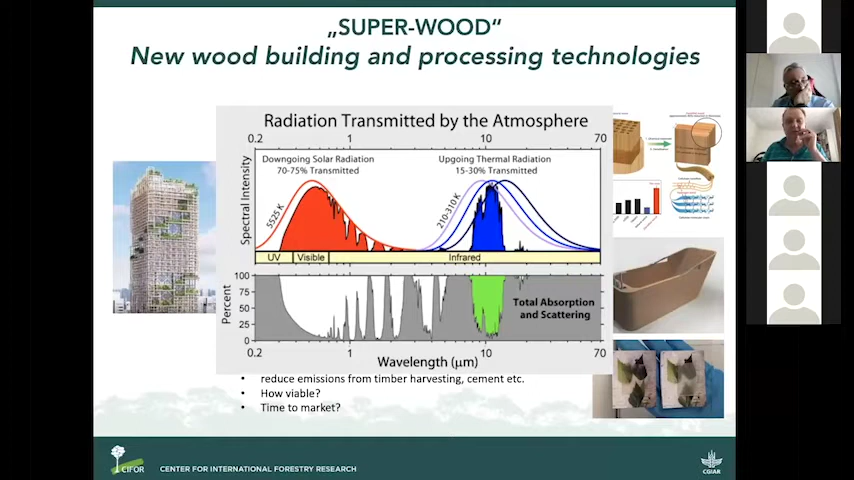 „SUPER-WOOD“
New wood building and processing technologies
Radiation Transmitted by the Atmosphere
0.2 1 10 70
Downgoing Solar Radiation
70-75% Transmitted
Upgoing Thermal Radiation
15-30% Transmitted
Spectral Intensity
5525 K
210-310 K
UV Visible Infrared
Percent
100
75
50
25
0
Total Absorption
and Scattering
0.2 1 10 70
Wavelength (μm)
reduce emissions from timber harvesting, cement etc.
How viable?
Time to market?
CIFOR
CENTER FOR INTERNATIONAL FORESTRY RESEARCH
CGIAR